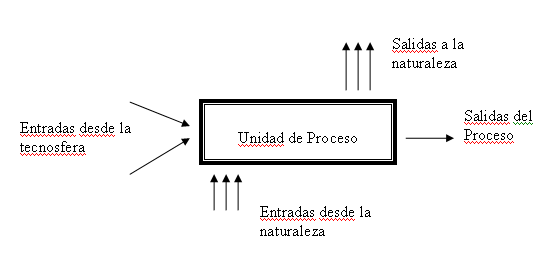 Salidas a la
naturaleza
Entradas desde la
tecnosfera
Unidad de Proceso
Salidas del
Proceso
Entradas desde la
naturaleza